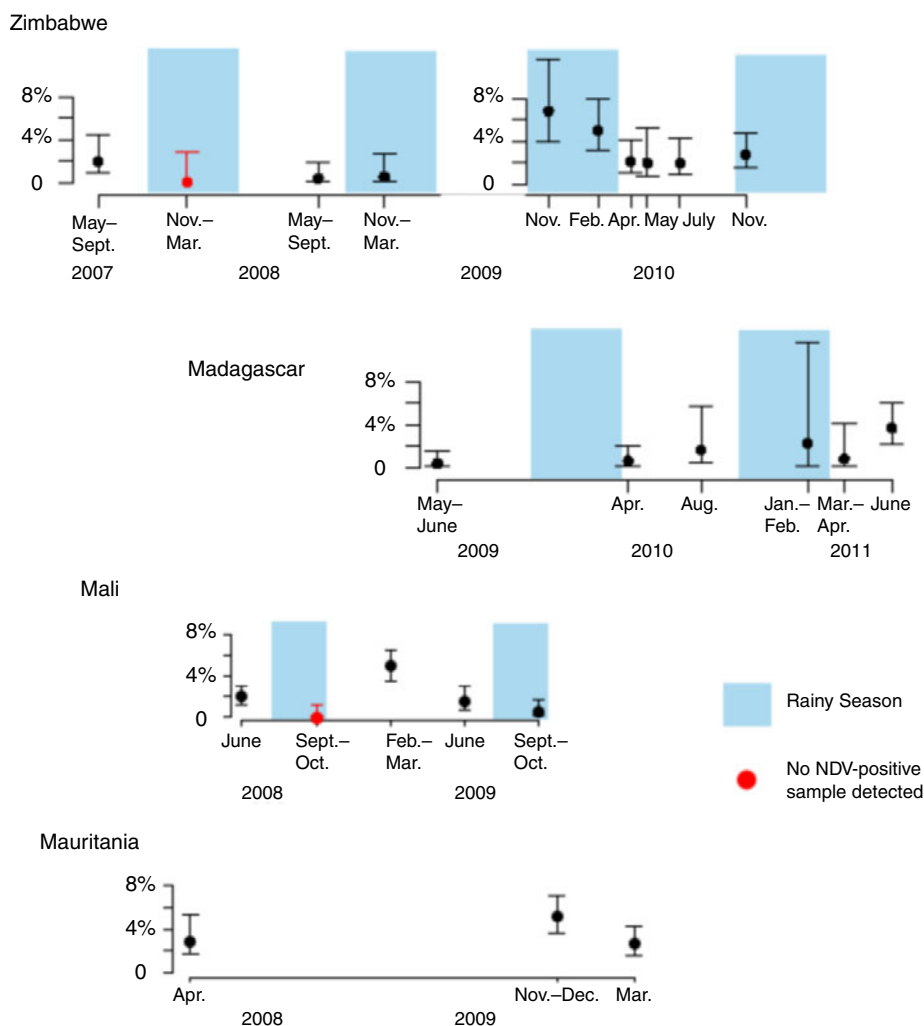 Zimbabwe
8%
4%
0
8%
4%
0
May– Nov.– May– Nov.– Nov. Feb. Apr. May July Nov.
Sept. Mar. Sept. Mar.
2007 2008 2009 2010
Madagascar
8%
4%
0
May– Apr. Aug. Jan.– Mar.– June
June Feb. Apr.
2009 2010 2011
Mali
8%
4%
0
June Sept.– Feb.– June Sept.–
Oct. Mar. Oct.
2008 2009
Rainy Season
No NDV-positive
sample detected
Mauritania
8%
4%
0
Apr. Nov.–Dec. Mar.
2008 2009